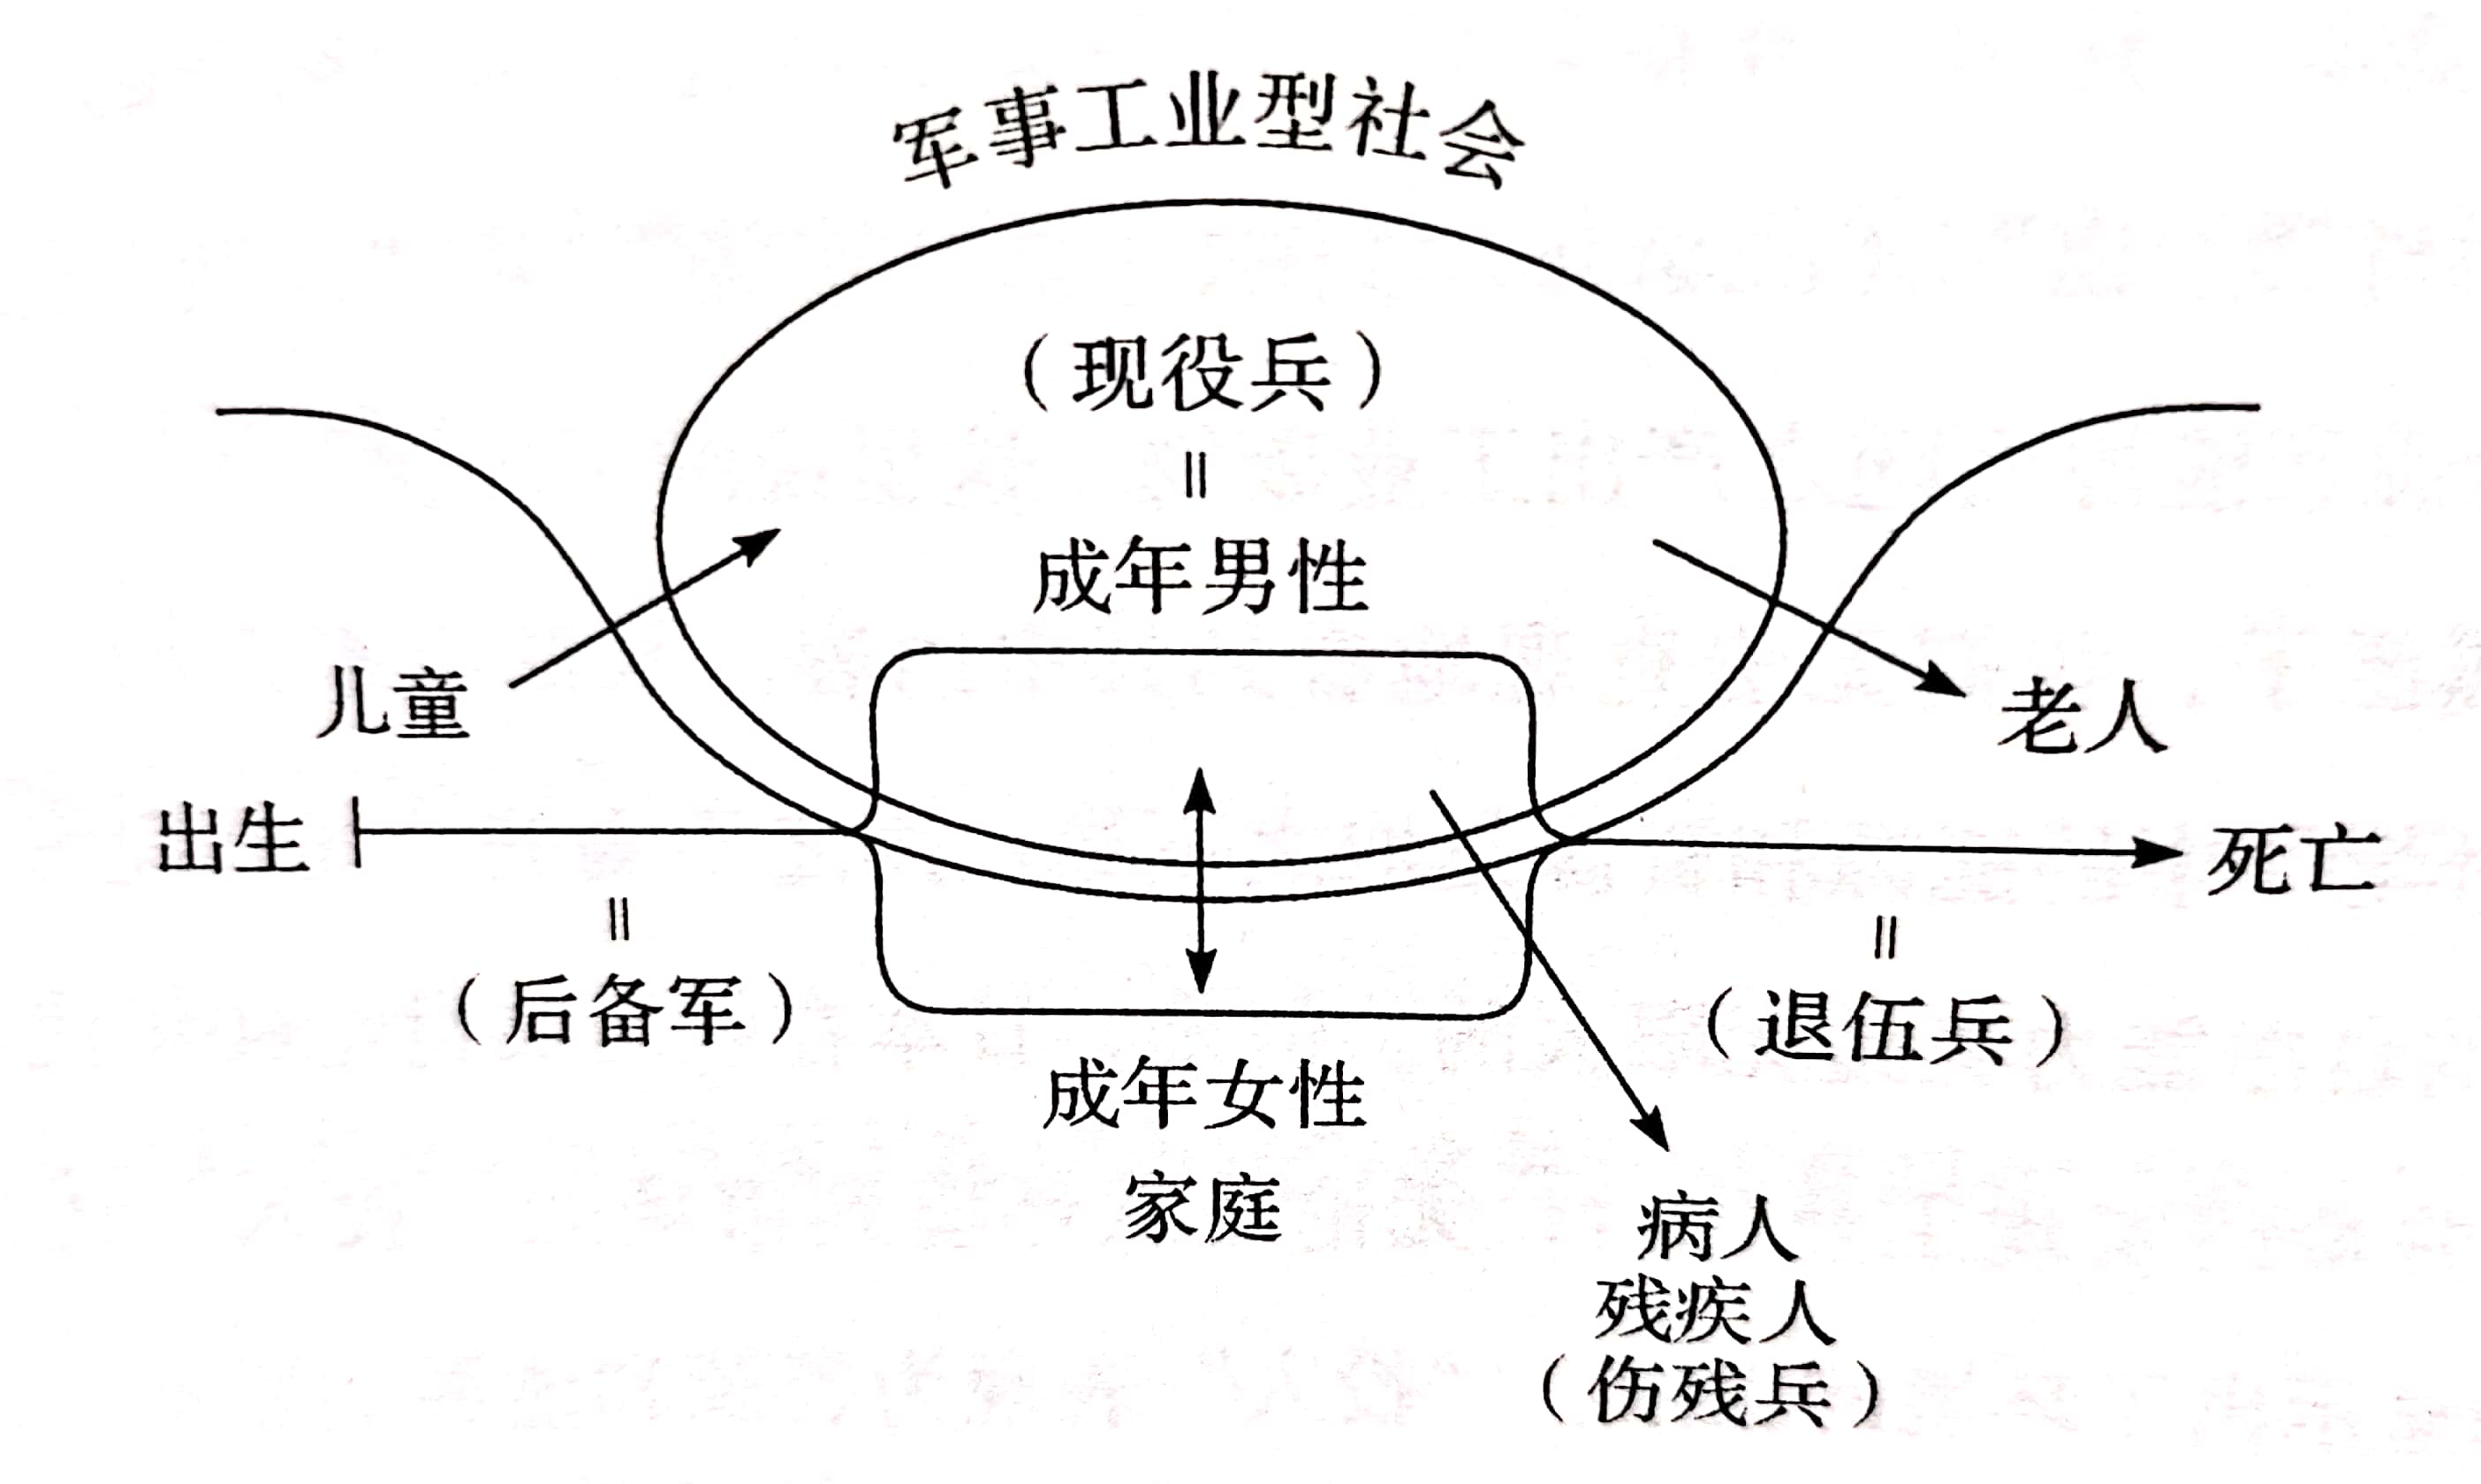 军事工业型社会
（现役兵）
=
成年男性
儿童
老人
出生
死亡
=
（后备军）
=
（退伍兵）
成年女性
家庭
病人
残疾人
（伤残兵）